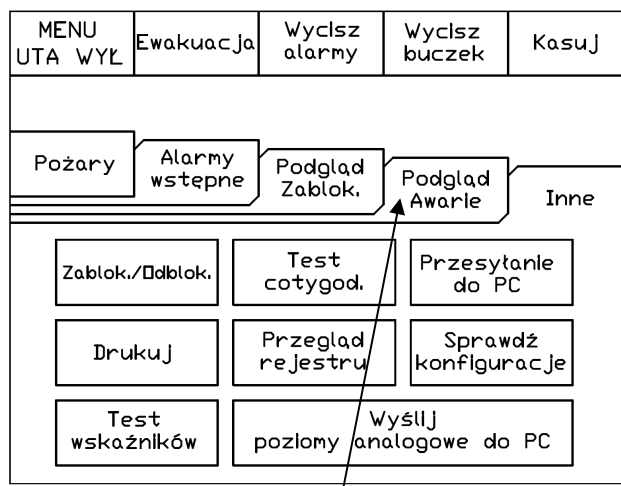 MENU
UTA WYŁ
Ewakuacja
Wycisz
alarmy
Wycisz
buczek
Kasuj
Pożary
Alarmy
wstępne
Podgląd
Zablok.
Podgląd
Awarie
Inne
Zablok./Odblok.
Test
cotygod.
Przesyłanie
do PC
Drukuj
Przegląd
rejestru
Sprawdź
konfiguracje
Test
wskaźników
Wyślij
poziomy analogowe do PC